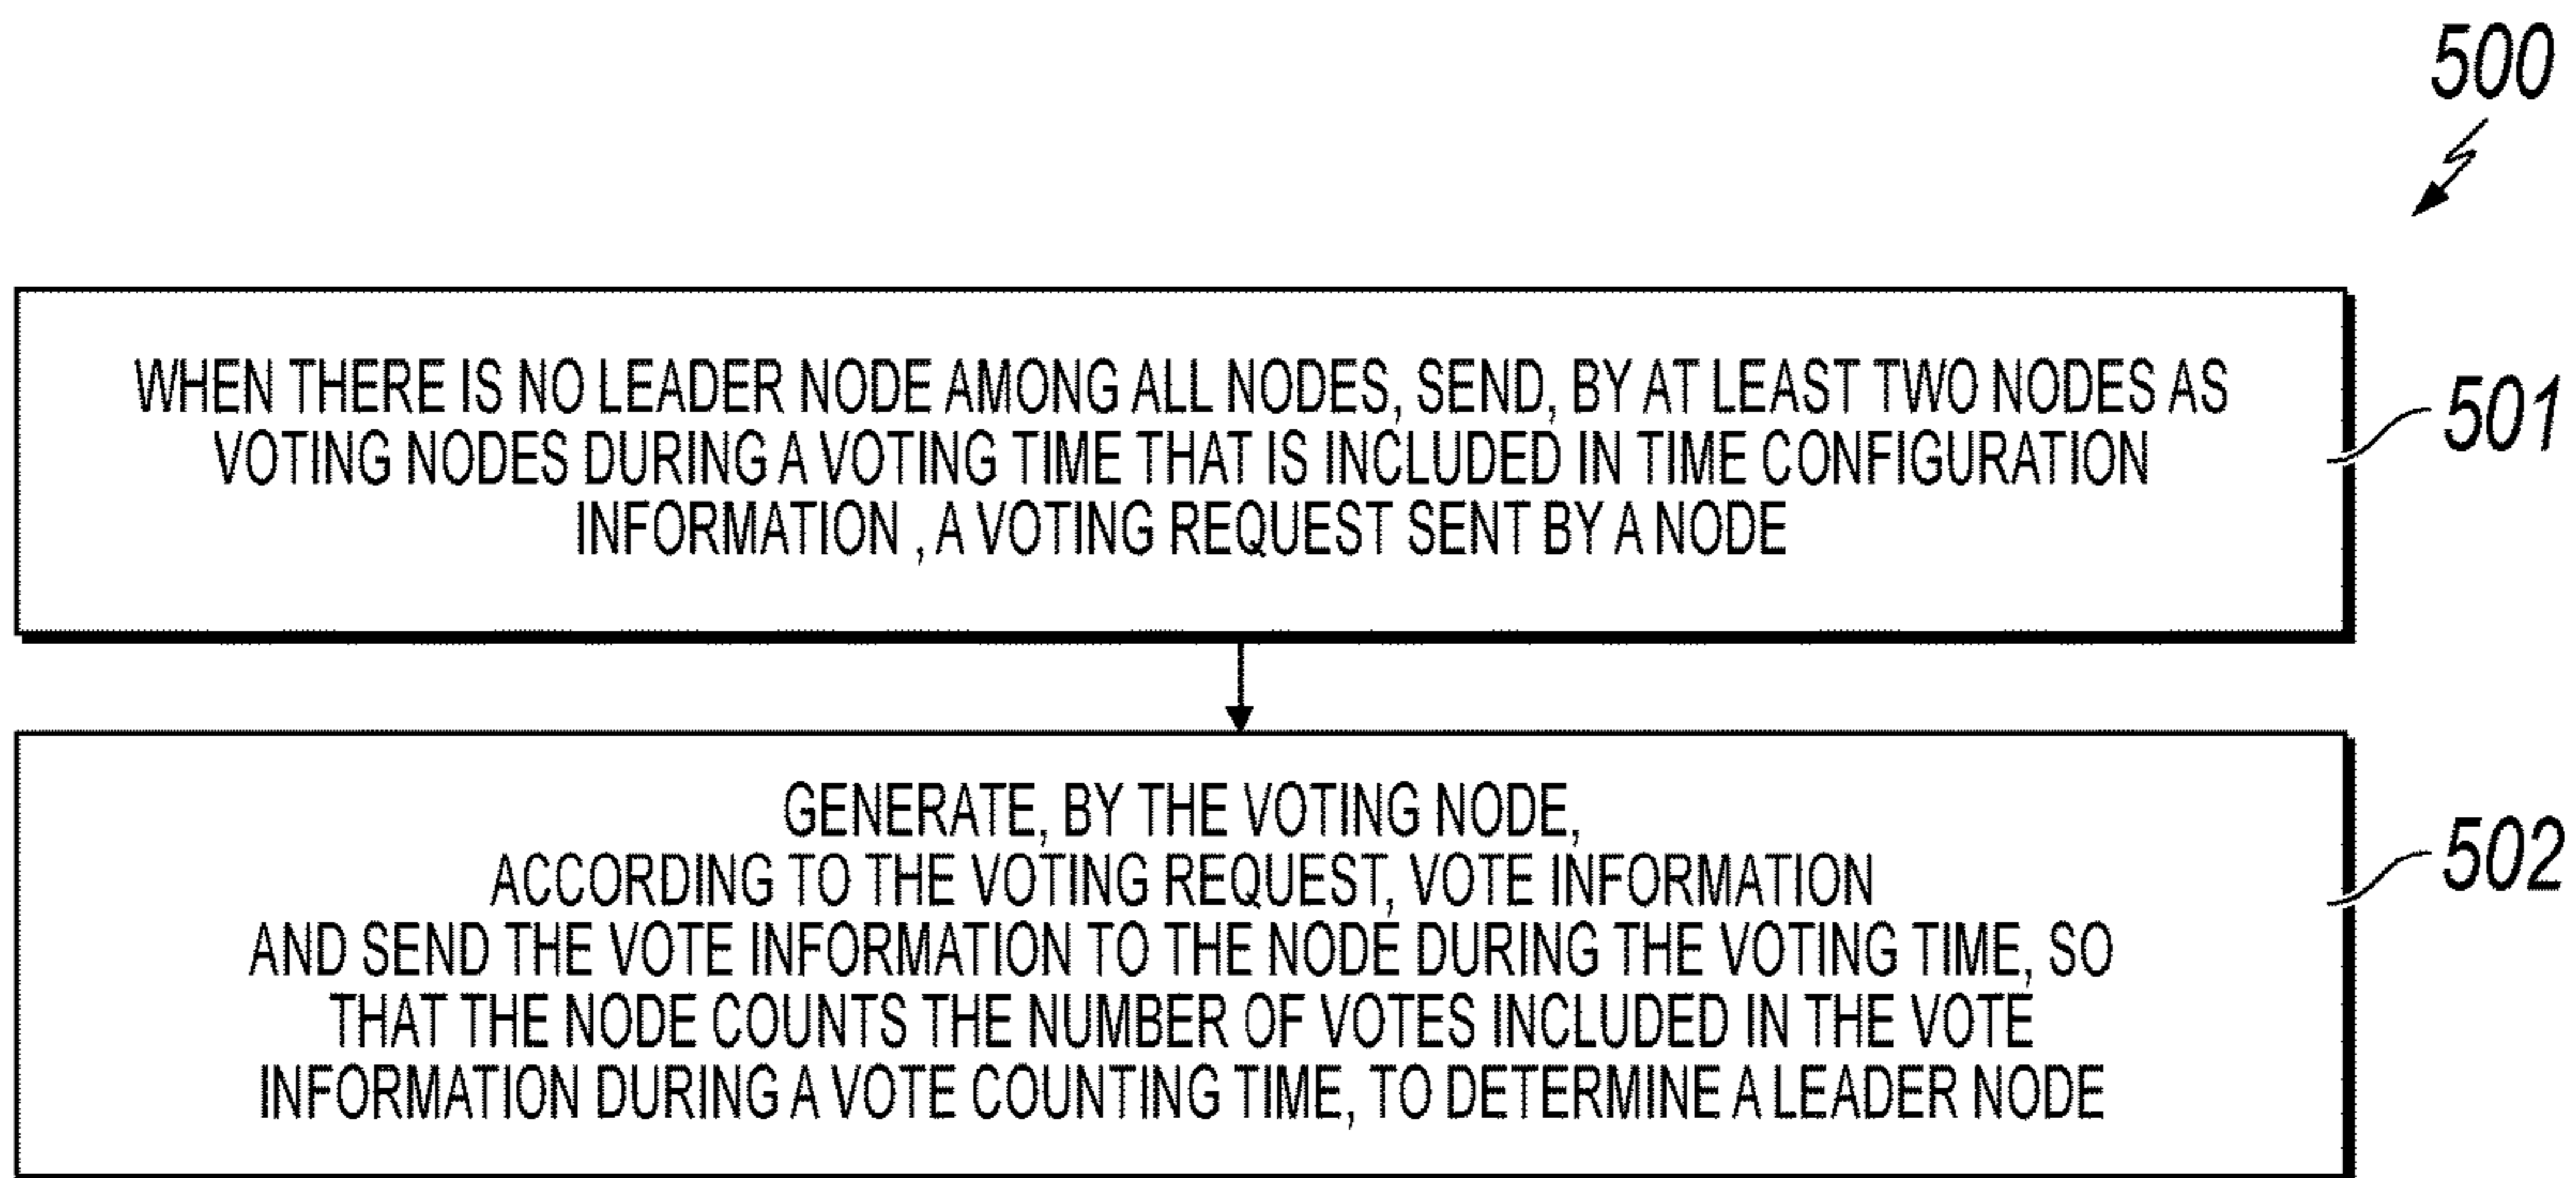 500
WHEN THERE IS NO LEADER NODE AMONG ALL NODES, SEND, BY AT LEAST TWO NODES AS
VOTING NODES DURING A VOTING TIME THAT IS INCLUDED IN TIME CONFIGURATION
INFORMATION , A VOTING REQUEST SENT BY A NODE
501
GENERATE, BY THE VOTING NODE,
ACCORDING TO THE VOTING REQUEST, VOTE INFORMATION
AND SEND THE VOTE INFORMATION TO THE NODE DURING THE VOTING TIME, SO
THAT THE NODE COUNTS THE NUMBER OF VOTES INCLUDED IN THE VOTE
INFORMATION DURING A VOTE COUNTING TIME, TO DETERMINE A LEADER NODE
502